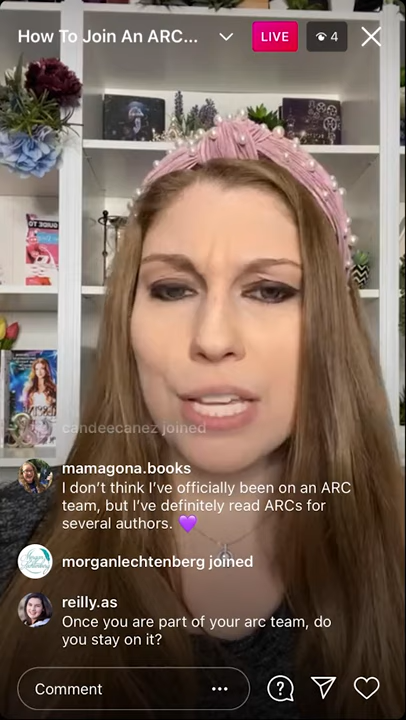 How To Join An ARC...
LIVE
4
candeecanez joined
mamagona.books
I don't think I've officially been on an ARC
team, but I've definitely read ARCs for
several authors. 💜
morganlechtenberg joined
reilly.as
Once you are part of your arc team, do
you stay on it?
Comment